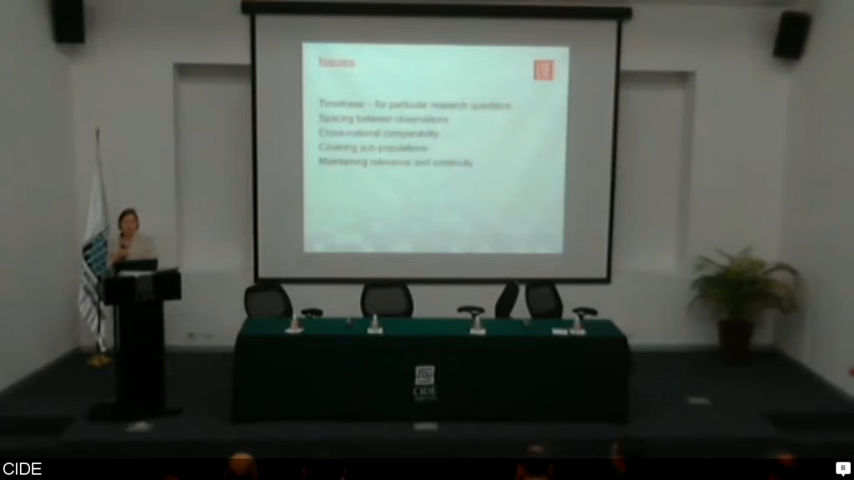 Issues
Timeliness – for particular research questions
Spacing between observations
Cross-national comparability
Covering sub-populations
Maintaining relevance and continuity
CIDE
CIDE